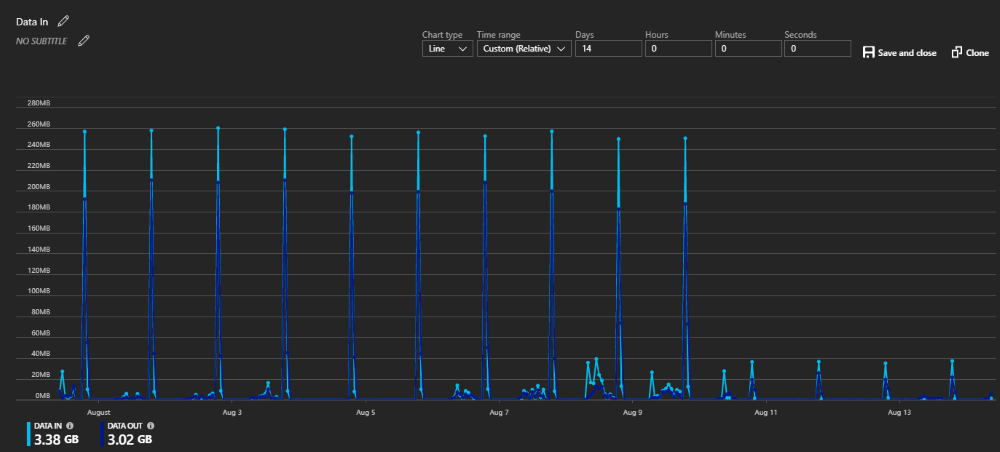 Data In
NO SUBTITLE
Chart type Time range Days Hours Minutes Seconds
Line Custom (Relative) 14 0 0 0 Save and close Clone
280MB
260MB
240MB
220MB
200MB
180MB
160MB
140MB
120MB
100MB
80MB
60MB
40MB
20MB
0MB
August Aug 3 Aug 5 Aug 7 Aug 9 Aug 11 Aug 13
DATA IN DATA OUT
3.38 GB 3.02 GB